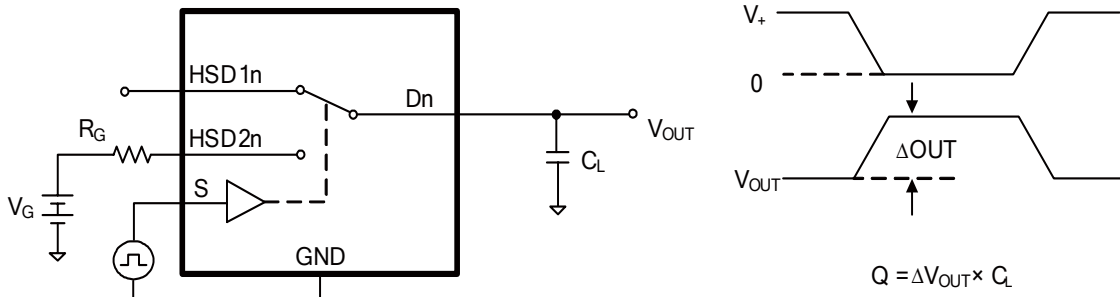 HSD1n
Dn
V_OUT
R_G
HSD2n
C_L
V_G
S
GND
V+
0
ΔOUT
V_OUT
Q = ΔV_OUT × C_L